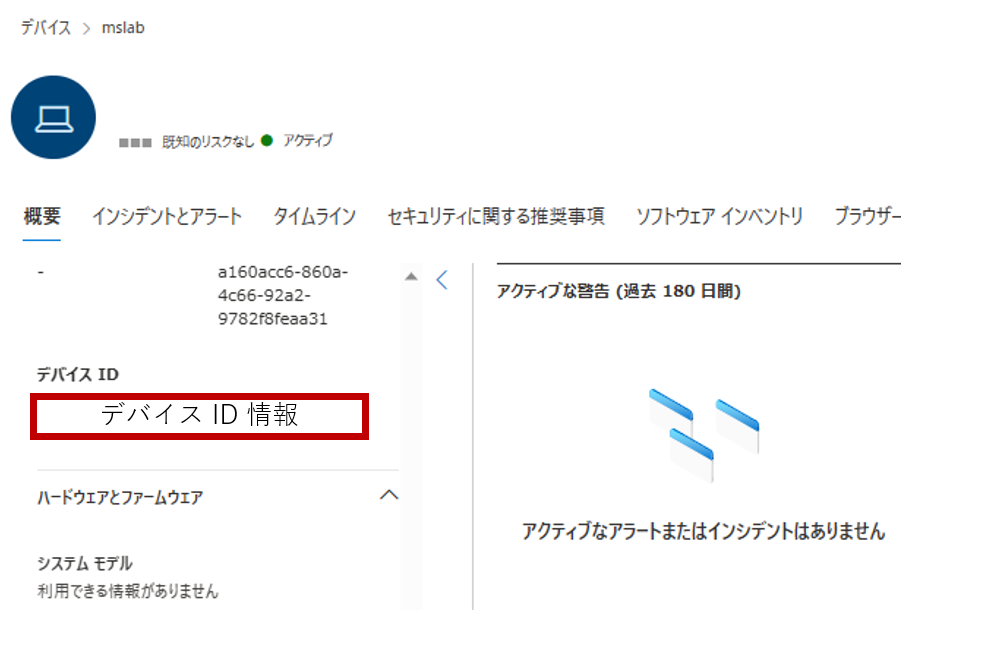 デバイス > mslab
既知のリスクなし アクティブ
概要 インシデントとアラート タイムライン セキュリティに関する推奨事項 ソフトウェア インベントリ ブラウザー
- a160acc6-860a-
4c66-92a2-
9782f8feaa31
デバイス ID
デバイス ID 情報
ハードウェアとファームウェア
システム モデル
利用できる情報がありません
アクティブな警告 (過去 180 日間)
アクティブなアラートまたはインシデントはありません